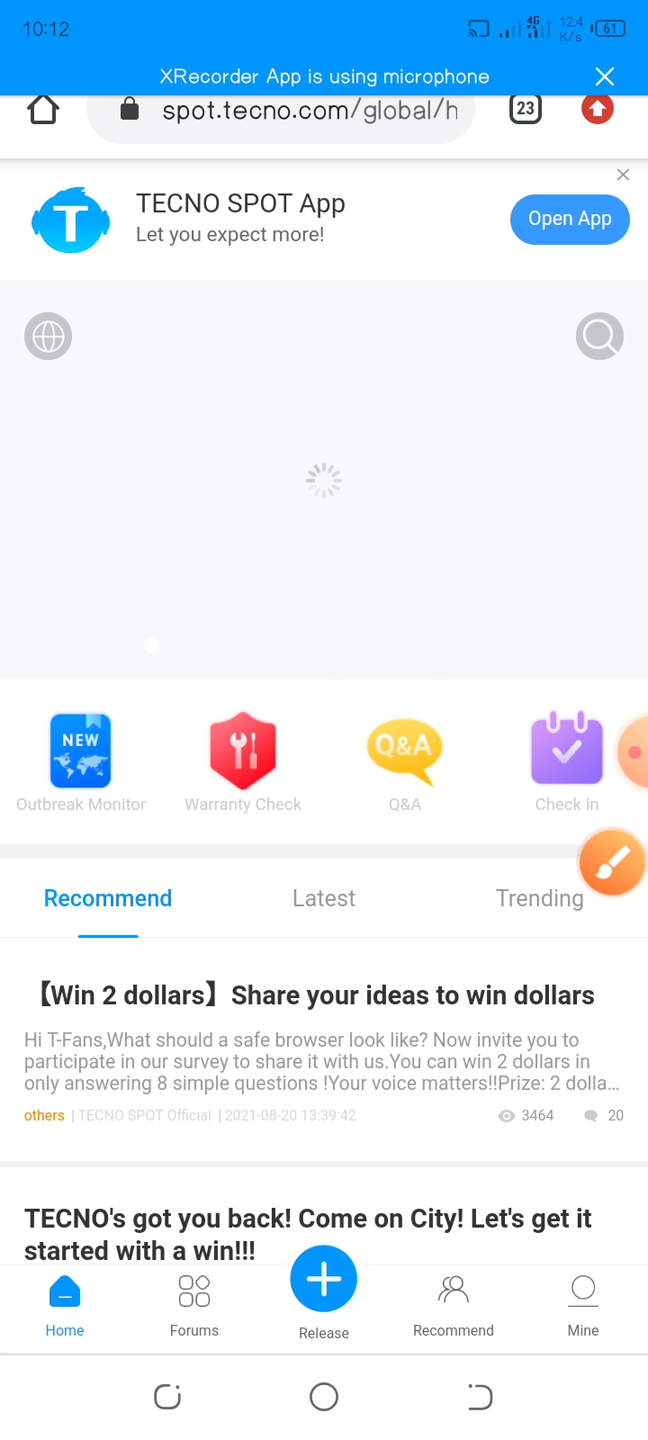 10:12
4G
12.4
K/s
61
XRecorder App is using microphone
spot.tecno.com/global/h
23
T
TECNO SPOT App
Let you expect more!
Open App
NEW
Q&A
Outbreak Monitor
Warranty Check
Q&A
Check in
Recommend
Latest
Trending
【Win 2 dollars】Share your ideas to win dollars
Hi T-Fans,What should a safe browser look like? Now invite you to
participate in our survey to share it with us.You can win 2 dollars in
only answering 8 simple questions !Your voice matters!!Prize: 2 dolla...
others | TECNO SPOT Official | 2021-08-20 13:39:42
3464
20
TECNO's got you back! Come on City! Let's get it
started with a win!!!
Home
Forums
Release
Recommend
Mine